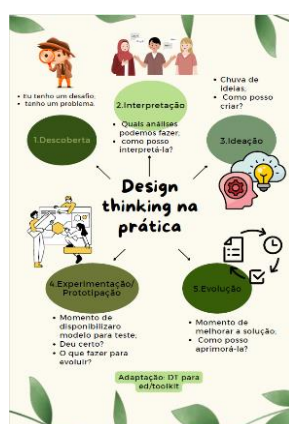 • Eu tenho um desafio,
• tenho um problema.
1.Descoberta
2.Interpretação
• Quais análises
podemos fazer,
• como posso
interpretá-la?
• Chuva de
ideias,
• Como posso
criar?
3.Ideação
Design
thinking na
prática
4.Experimentação/
Prototipação
• Momento de
disponibilizaro
modelo para teste;
• Deu certo?
• O que fazer para
evoluir?
5.Evolução
• Momento de
melhorar a solução,
• Como posso
aprimorá-la?
Adaptação: DT para
ed/toolkit